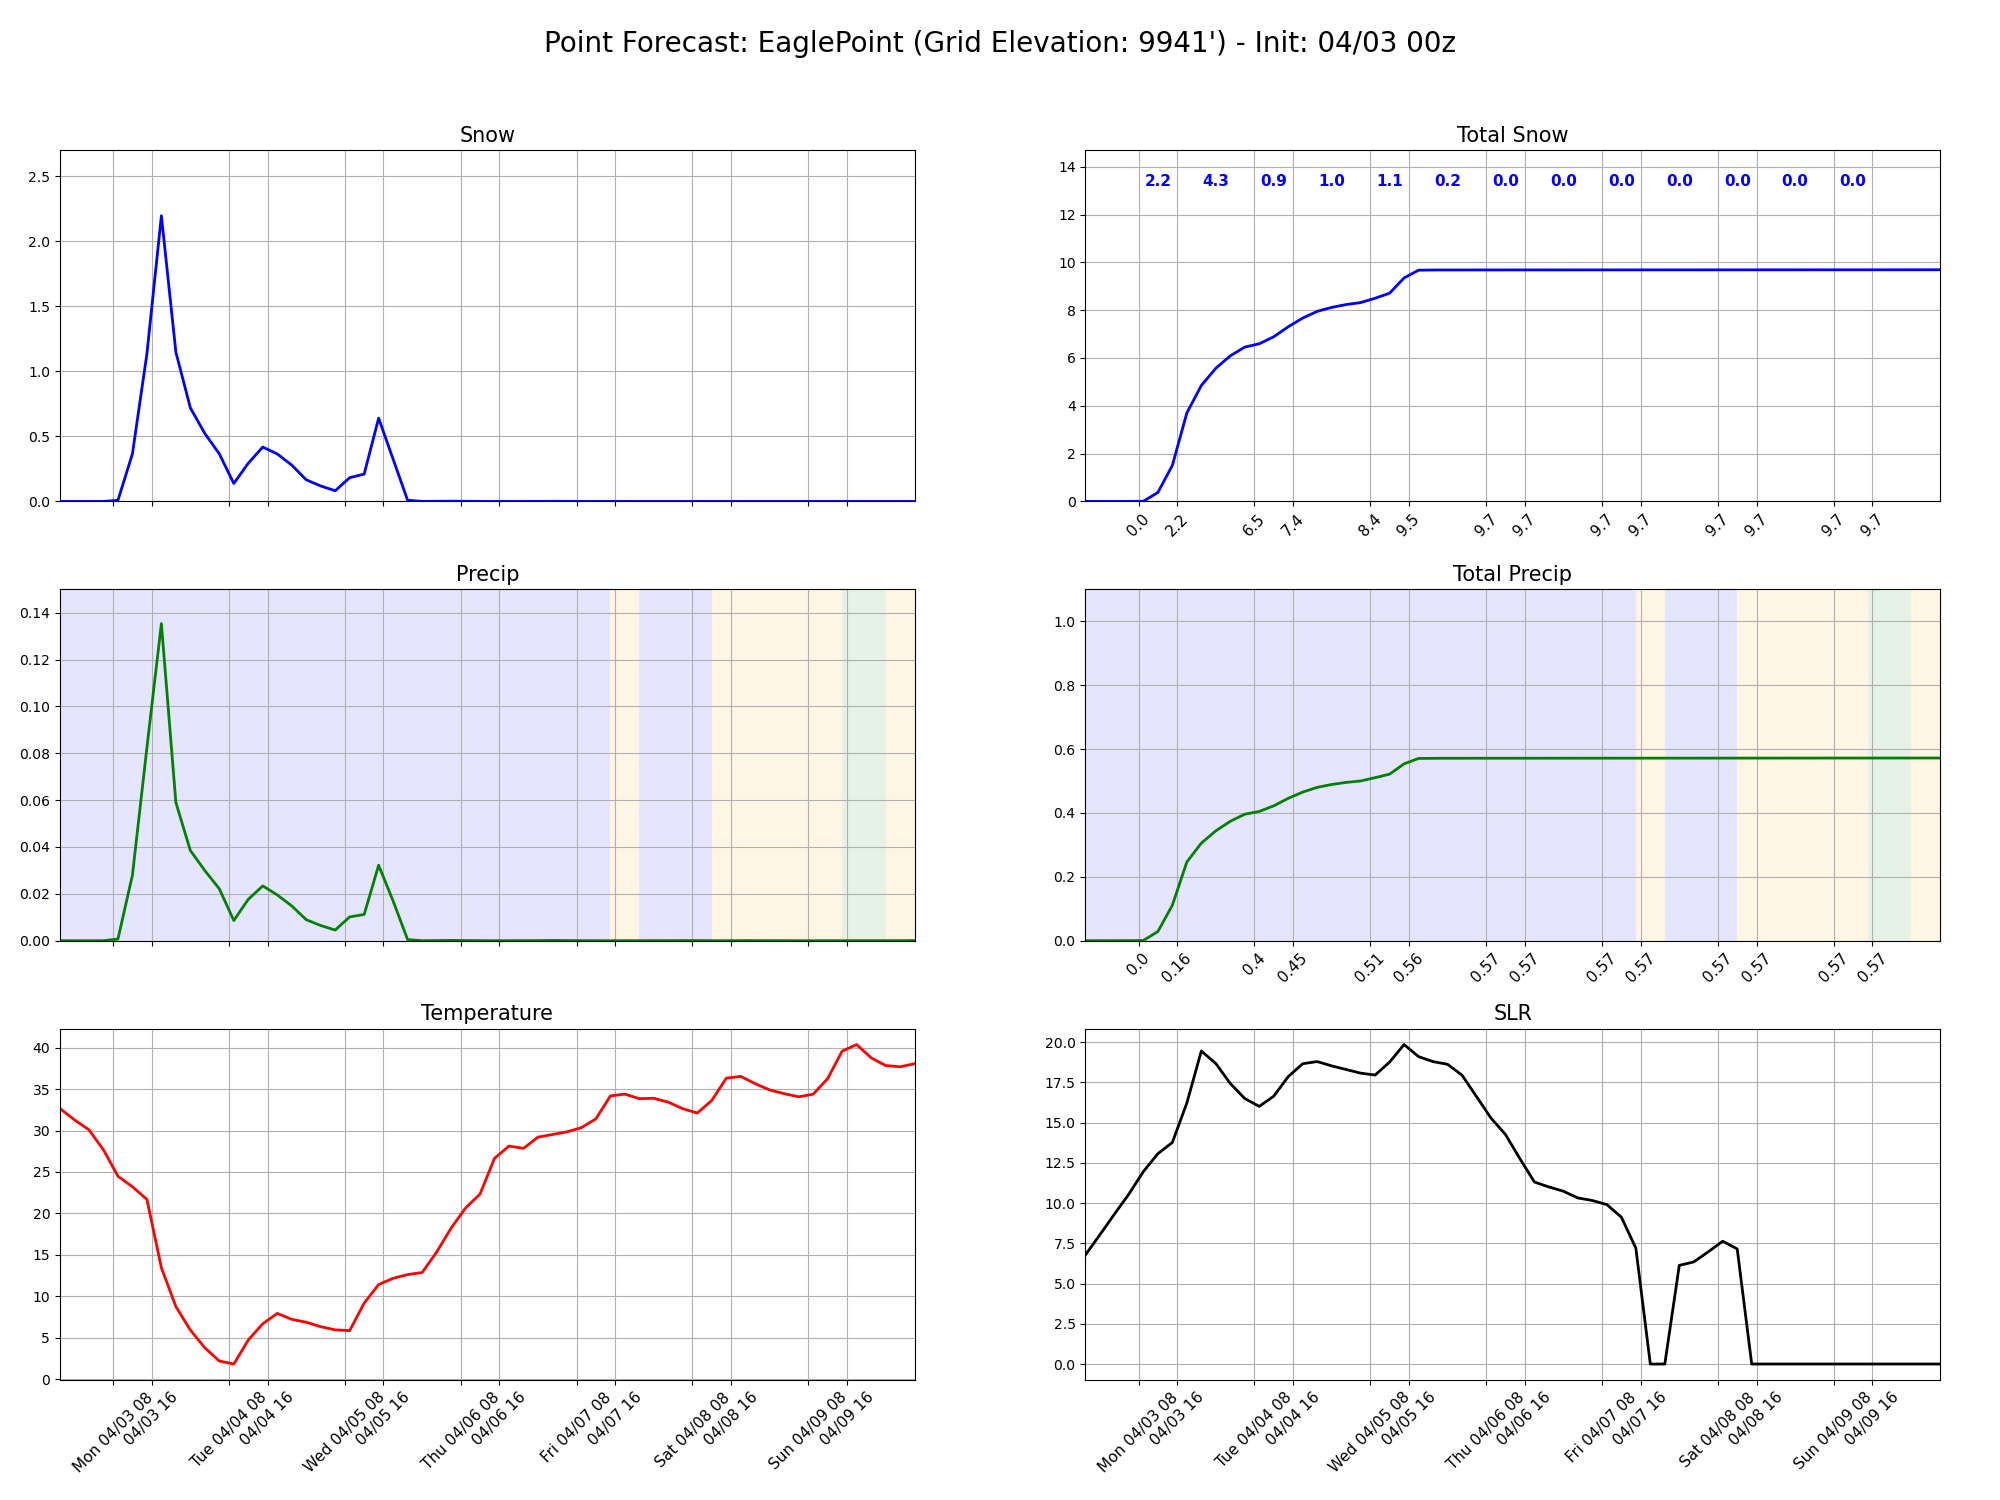 Point Forecast: EaglePoint (Grid Elevation: 9941') - Init: 04/03 00z
Snow
2.5
2.0
1.5
1.0
0.5
0.0
Total Snow
14
12
10
8
6
4
2
0
2.2 4.3 0.9 1.0 1.1 0.2 0.0 0.0 0.0 0.0 0.0 0.0 0.0
0.0 2.2 6.5 7.4 8.4 9.5 9.7 9.7 9.7 9.7 9.7 9.7 9.7 9.7
Precip
0.14
0.12
0.10
0.08
0.06
0.04
0.02
0.00
Total Precip
1.0
0.8
0.6
0.4
0.2
0.0
0.0 0.16 0.4 0.45 0.51 0.56 0.57 0.57 0.57 0.57 0.57 0.57 0.57 0.57
Temperature
40
35
30
25
20
15
10
5
0
Mon 04/03 08
04/03 16
Tue 04/04 08
04/04 16
Wed 04/05 08
04/05 16
Thu 04/06 08
04/06 16
Fri 04/07 08
04/07 16
Sat 04/08 08
04/08 16
Sun 04/09 08
04/09 16
SLR
20.0
17.5
15.0
12.5
10.0
7.5
5.0
2.5
0.0
Mon 04/03 08
04/03 16
Tue 04/04 08
04/04 16
Wed 04/05 08
04/05 16
Thu 04/06 08
04/06 16
Fri 04/07 08
04/07 16
Sat 04/08 08
04/08 16
Sun 04/09 08
04/09 16